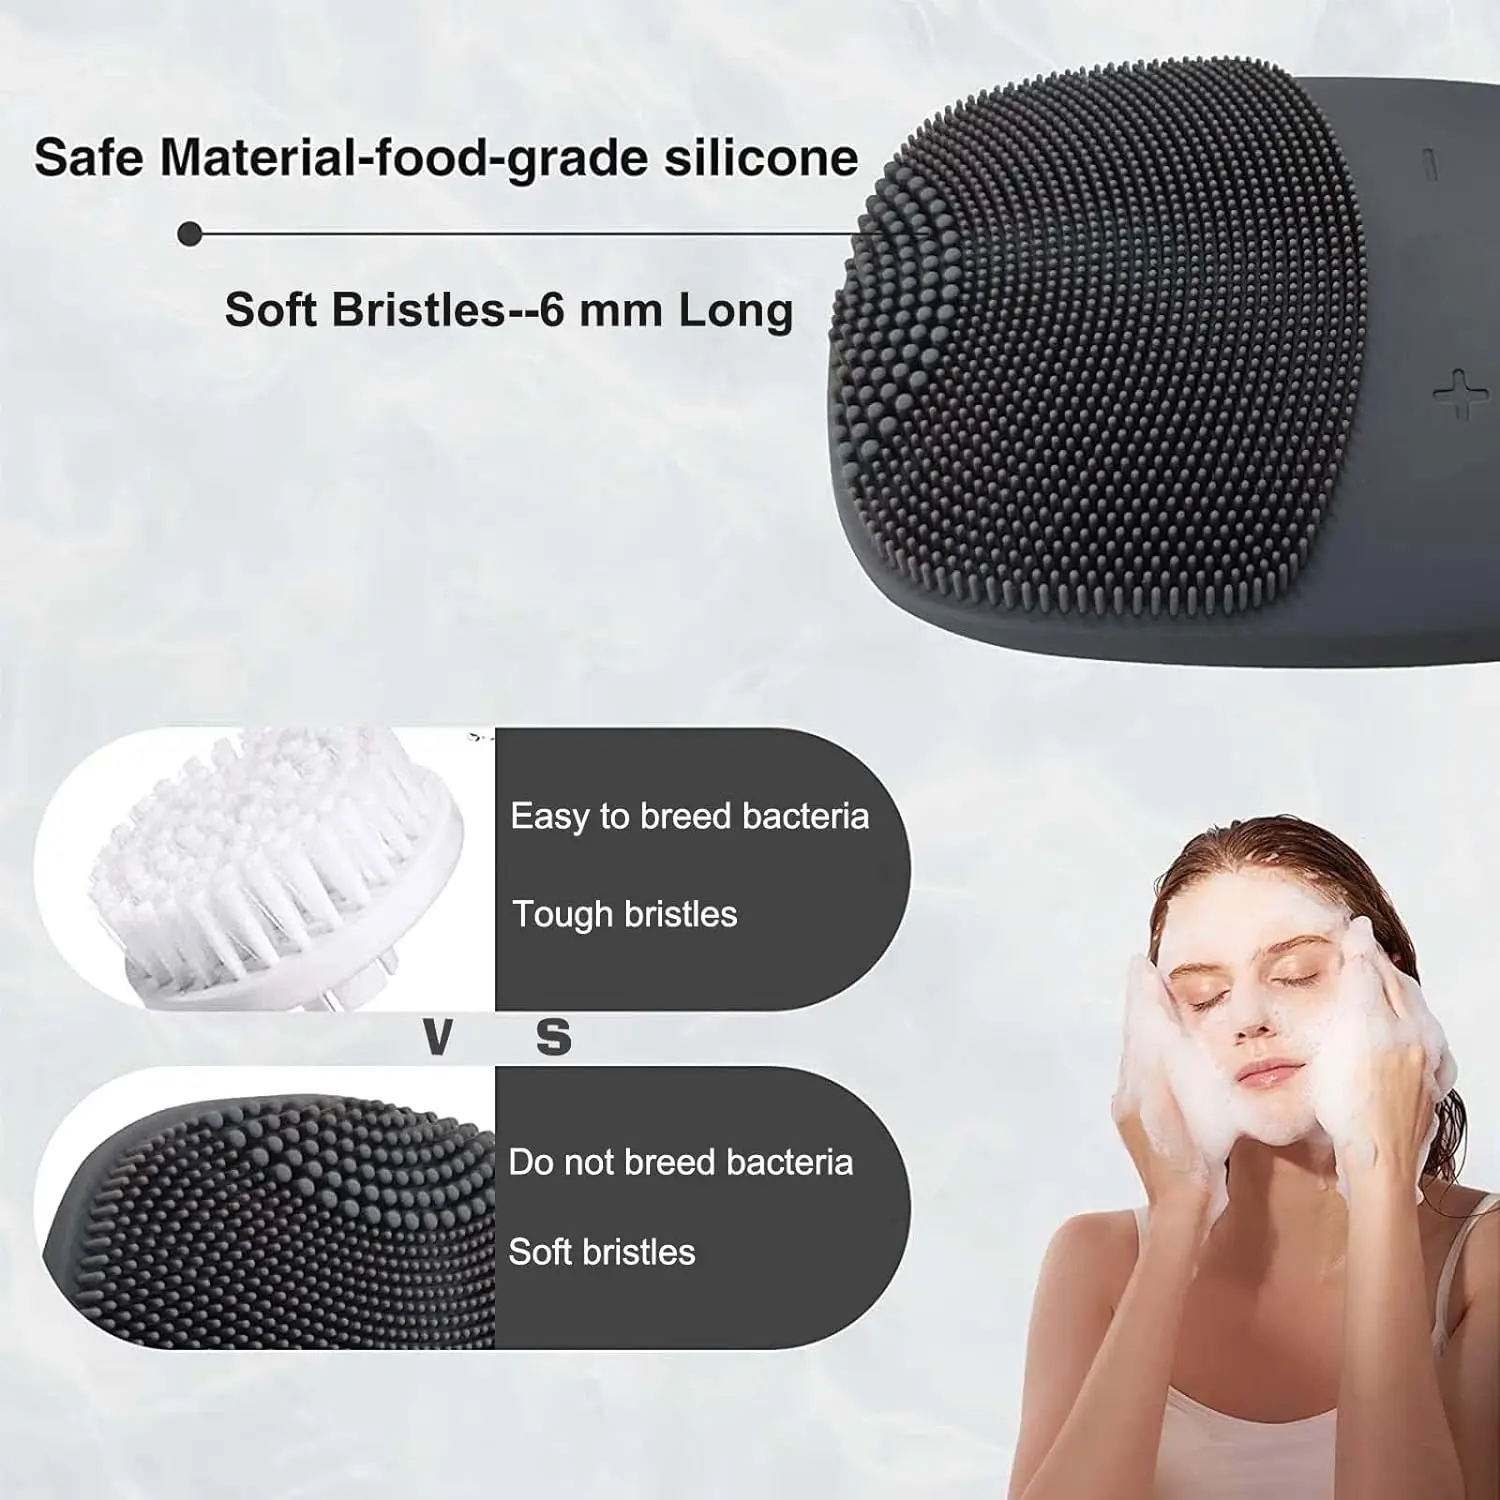 Safe Material-food-grade silicone
Soft Bristles--6 mm Long
Easy to breed bacteria
Tough bristles
V S
Do not breed bacteria
Soft bristles